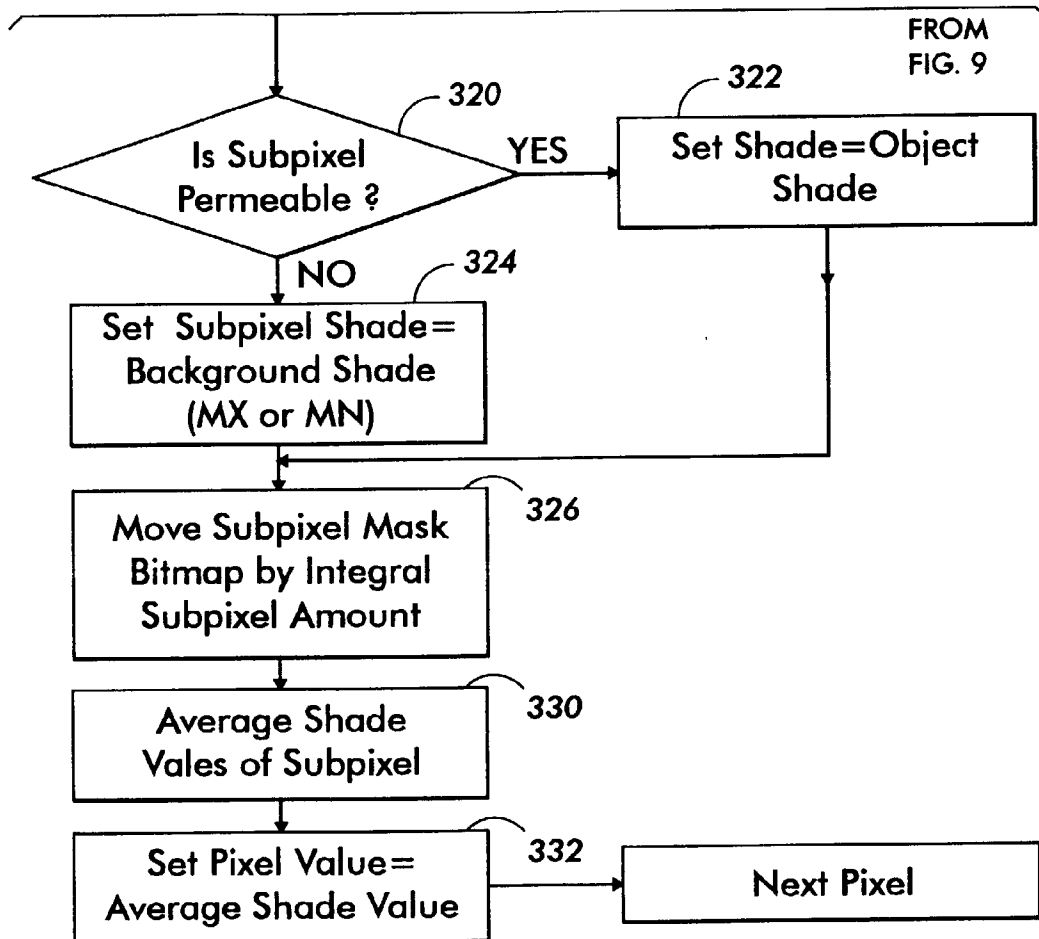 FROM
FIG. 9
320
322
Is Subpixel
Permeable ?
YES
Set Shade=Object
Shade
NO
324
Set Subpixel Shade=
Background Shade
(MX or MN)
326
Move Subpixel Mask
Bitmap by Integral
Subpixel Amount
330
Average Shade
Vales of Subpixel
332
Set Pixel Value=
Average Shade Value
Next Pixel